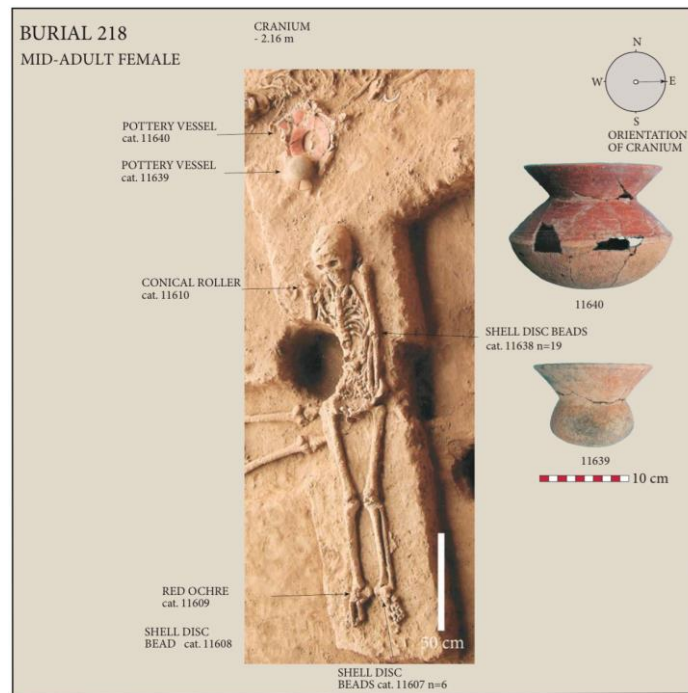 BURIAL 218
MID-ADULT FEMALE
CRANIUM
- 2.16 m
N
W
E
S
ORIENTATION
OF CRANIUM
POTTERY VESSEL
cat. 11640
POTTERY VESSEL
cat. 11639
CONICAL ROLLER
cat. 11610
SHELL DISC BEADS
cat. 11638 n=19
11640
11639
10 cm
RED OCHRE
cat. 11609
SHELL DISC
BEAD cat. 11608
50 cm
SHELL DISC
BEADS cat. 11607 n=6